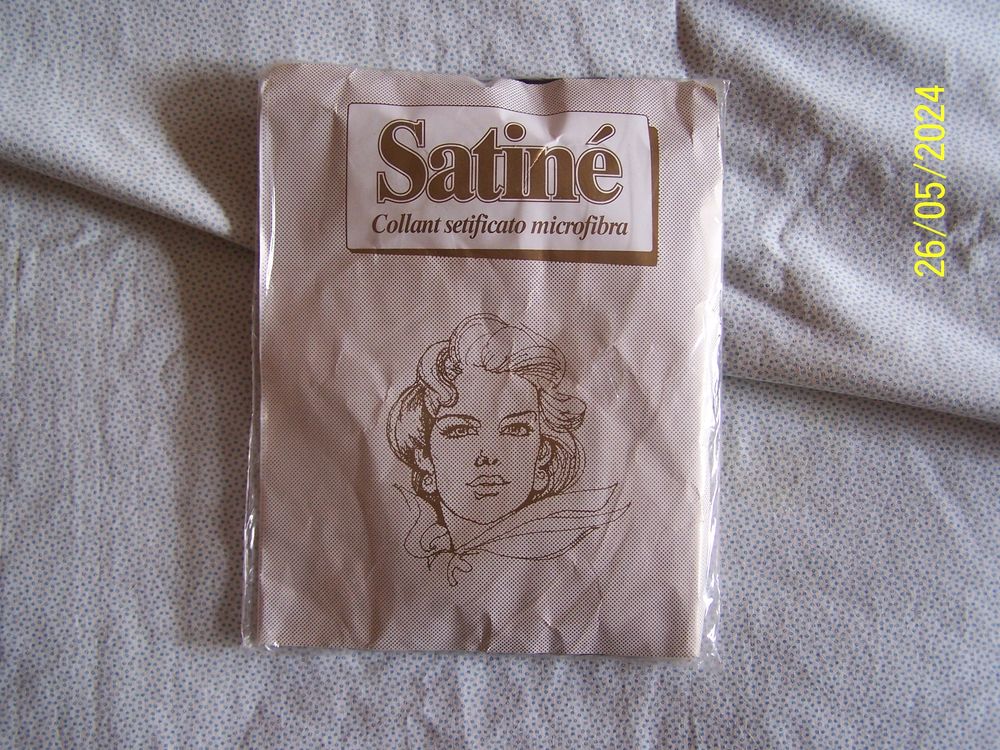 Satiné
Collant setificato microfibra
26/05/2024